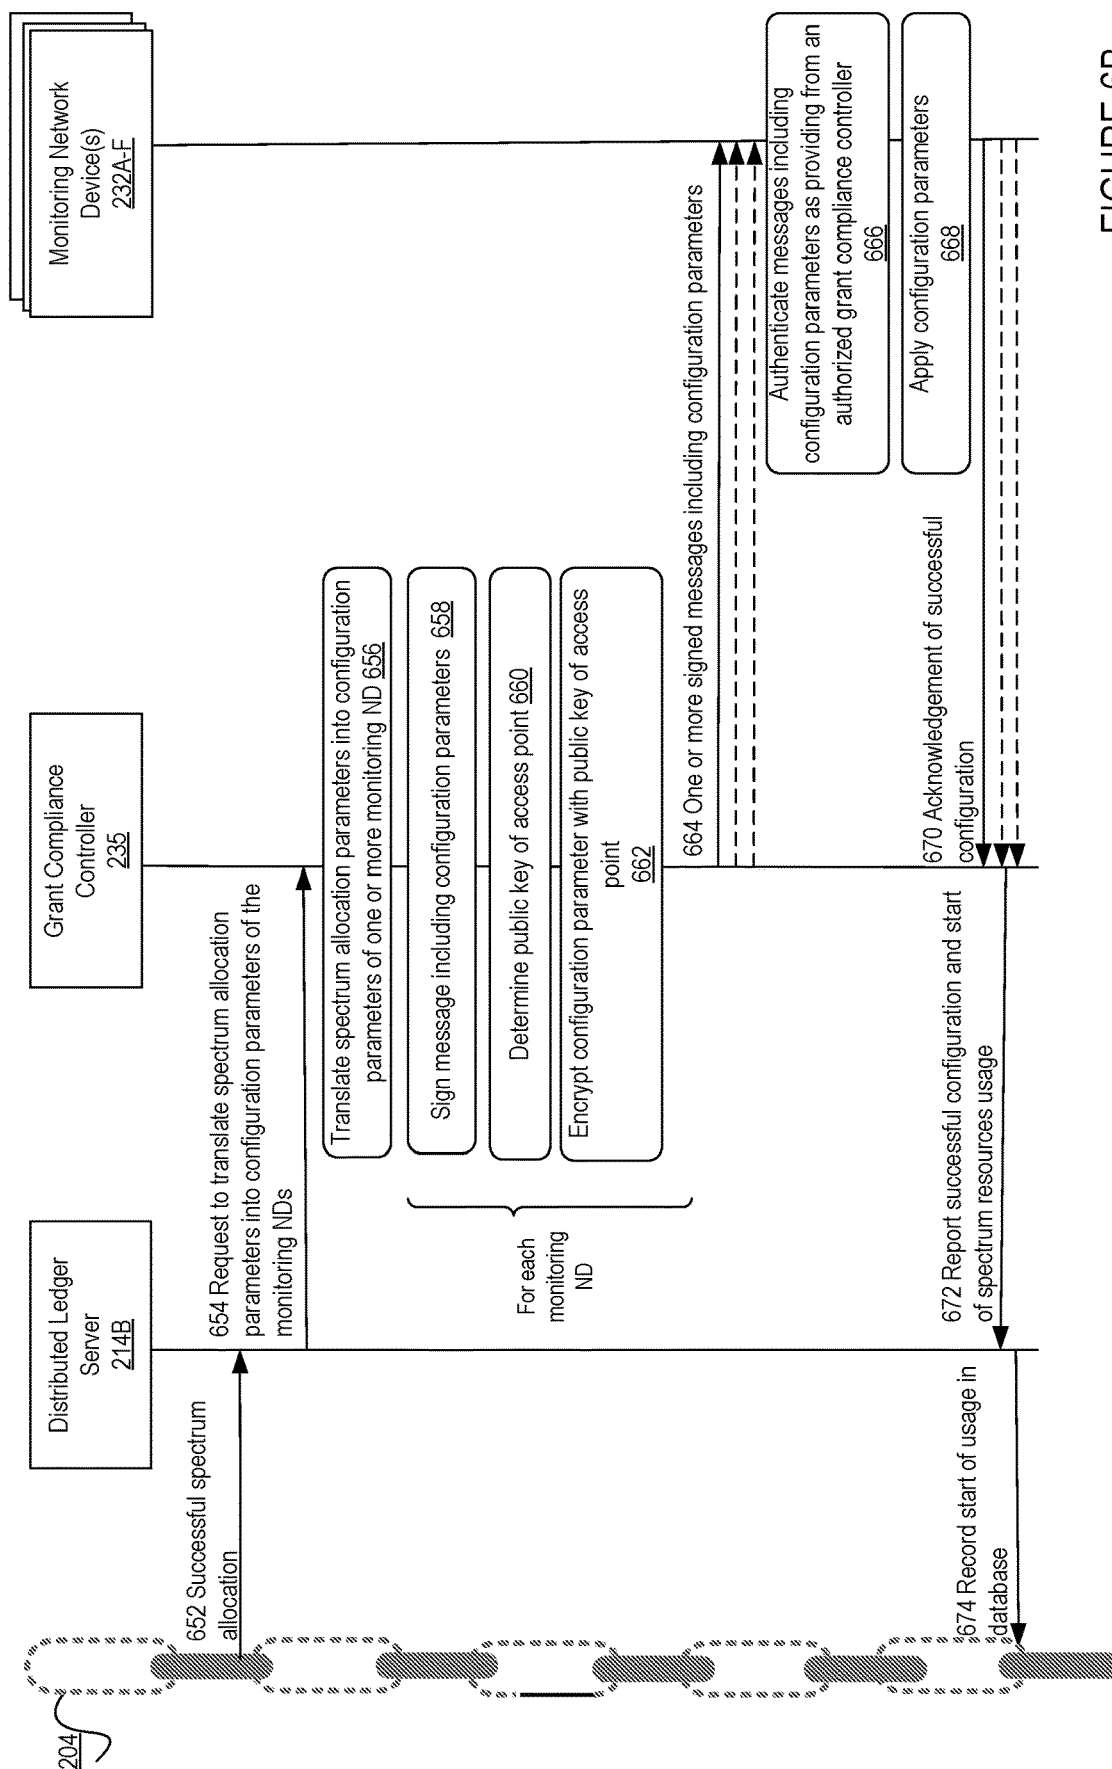 204
Distributed Ledger
Server
214B
Grant Compliance
Controller
235
Monitoring Network
Device(s)
232A-F
652 Successful spectrum
allocation
654 Request to translate spectrum allocation
parameters into configuration parameters of the
monitoring NDs
Translate spectrum allocation parameters into configuration
parameters of one or more monitoring ND 656
Sign message including configuration parameters 658
Determine public key of access point 660
Encrypt configuration parameter with public key of access
point
662
For each
monitoring
ND
664 One or more signed messages including configuration parameters
Authenticate messages including
configuration parameters as providing from an
authorized grant compliance controller
666
Apply configuration parameters
668
670 Acknowledgement of successful
configuration
672 Report successful configuration and start
of spectrum resources usage
674 Record start of usage in
database